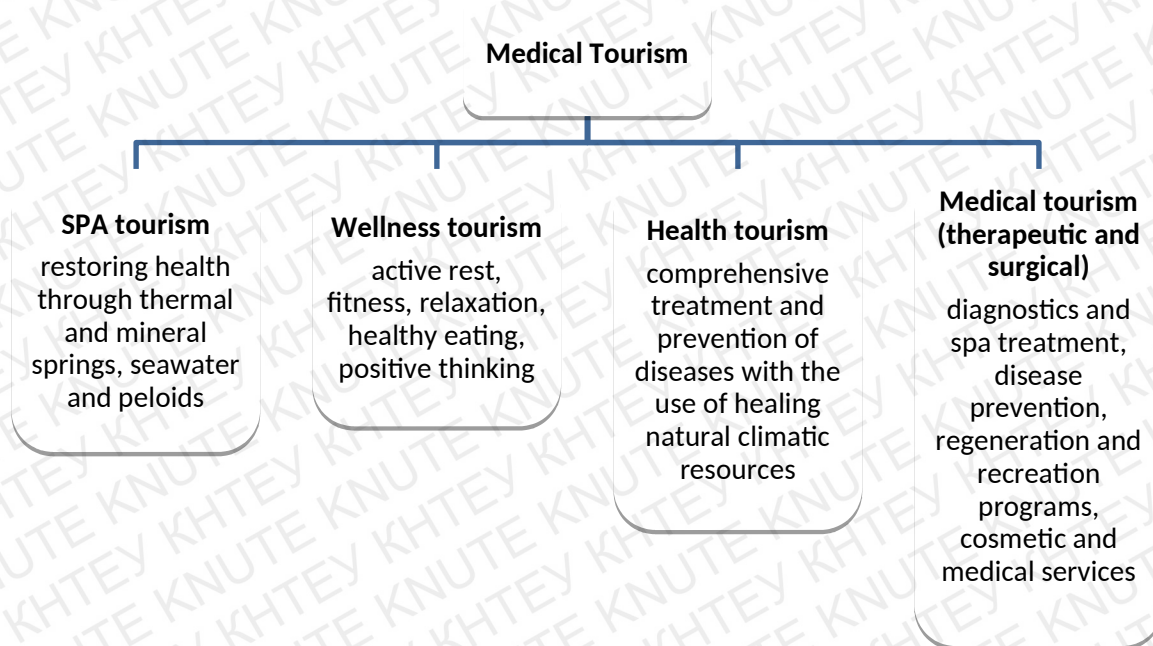 Medical Tourism
SPA tourism
restoring health
through thermal
and mineral
springs, seawater
and peloids
Wellness tourism
active rest,
fitness, relaxation,
healthy eating,
positive thinking
Health tourism
comprehensive
treatment and
prevention of
diseases with the
use of healing
natural climatic
resources
Medical tourism
(therapeutic and
surgical)
diagnostics and
spa treatment,
disease
prevention,
regeneration and
recreation
programs,
cosmetic and
medical services